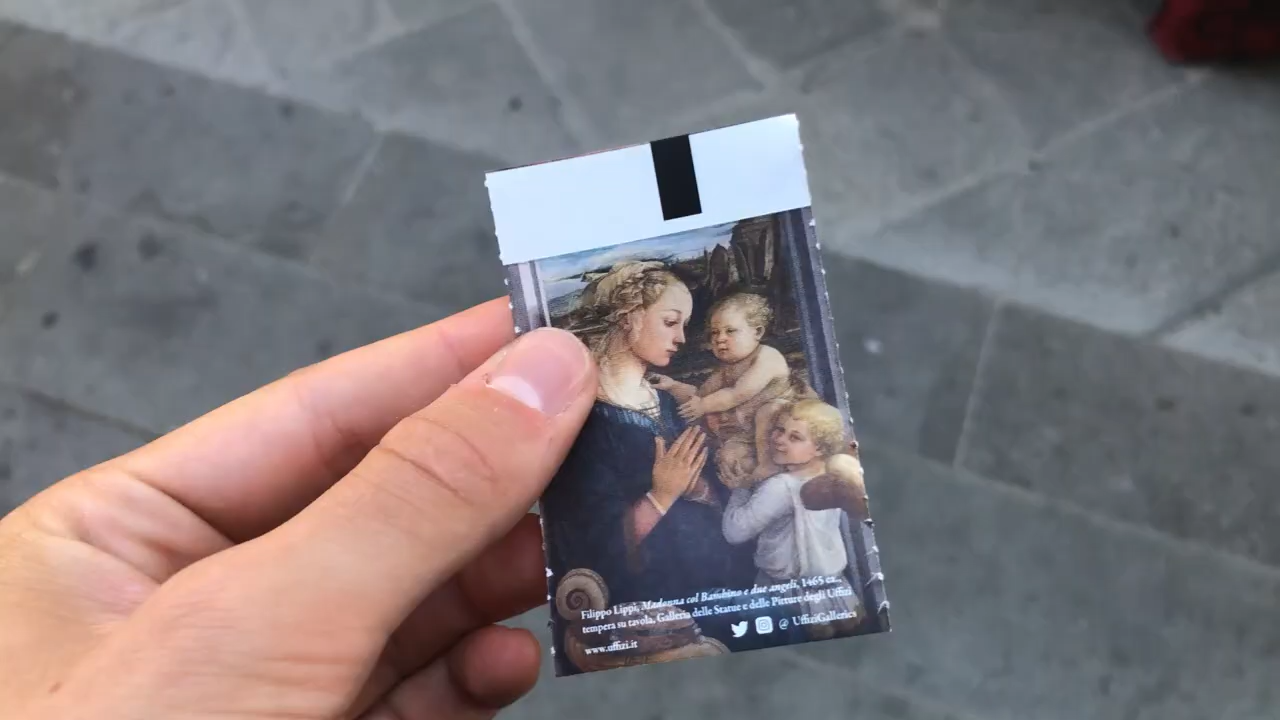 Filippo Lippi, Madonna col Bambino e due angeli, 1465 ca.,
tempera su tavola, Galleria delle Statue e delle Pitture degli Uffizi
@ UffiziGalleries
www.uffizi.it